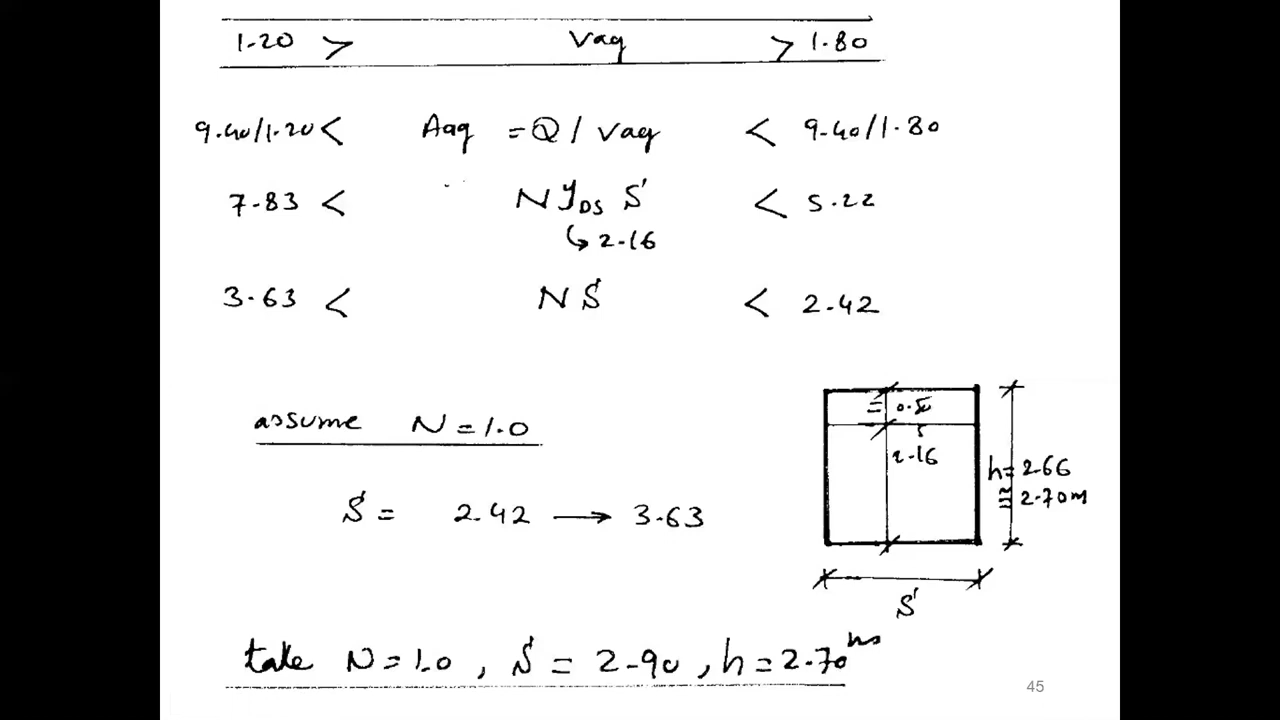 1.20 > Vaq > 1.80
9.40/1.20 < Aaq = Q / Vaq < 9.40/1.80
7.83 < N yDS S' < 5.22
↳ 2.16
3.63 < N S' < 2.42
assume N = 1.0
S' = 2.42 → 3.63
= 0.50
2.16
h = 2.66
≅ 2.70m
S'
take N = 1.0 , S' = 2.90 , h = 2.70 ms
45